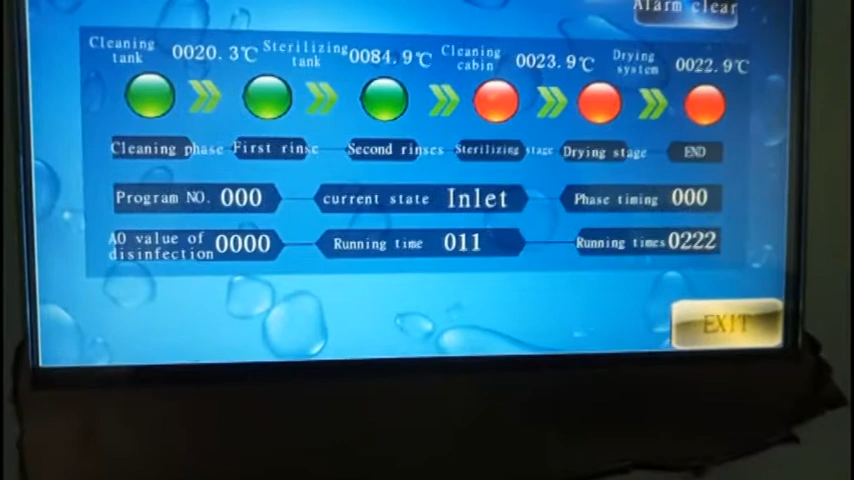 Alarm clear
Cleaning tank 0020.3℃ Sterilizing tank 0084.9℃ Cleaning cabin 0023.9℃ Drying system 0022.9℃
Cleaning phase First rinse Second rinses Sterilizing stage Drying stage END
Program NO. 000 current state Inlet Phase timing 000
A0 value of disinfection 0000 Running time 011 Running times 0222
EXIT